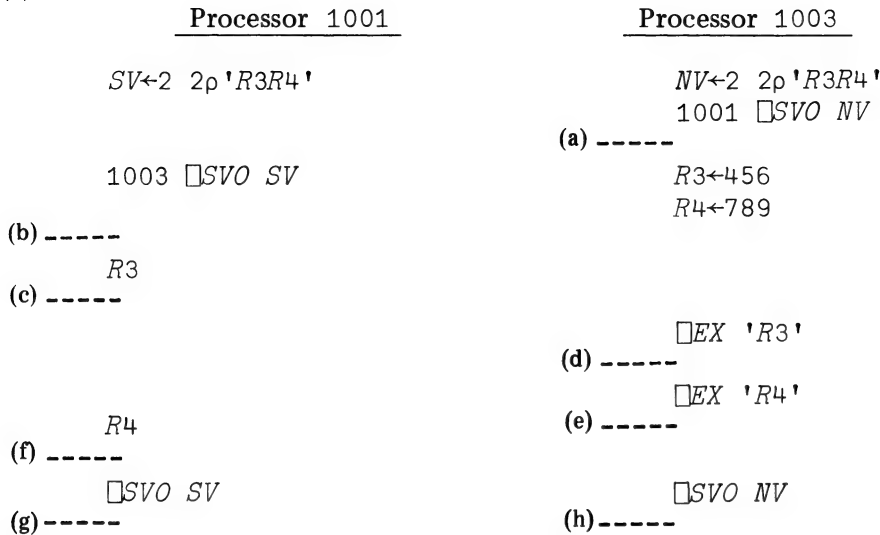 Processor 1001 Processor 1003
SV←2 2ρ'R3R4' NV←2 2ρ'R3R4'
1001 ⎕SVO NV
(a) -----
1003 ⎕SVO SV R3←456
R4←789
(b) -----
R3
(c) -----
⎕EX 'R3'
(d) -----
⎕EX 'R4'
R4 (e) -----
(f) -----
⎕SVO SV ⎕SVO NV
(g) ----- (h) -----